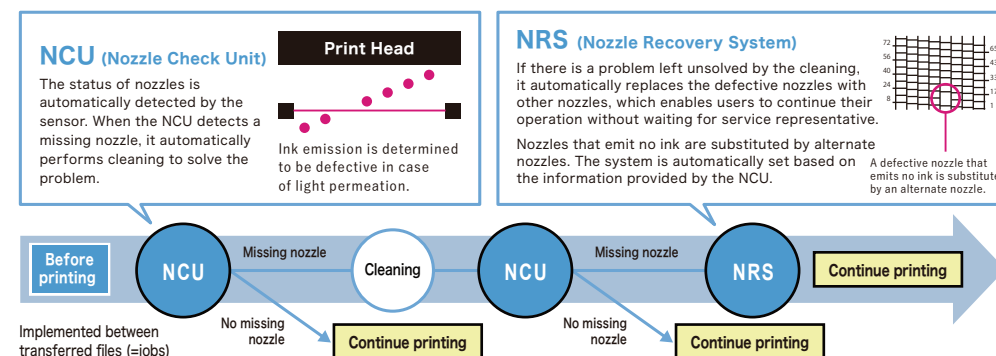 NCU (Nozzle Check Unit)
The status of nozzles is
automatically detected by the
sensor. When the NCU detects a
missing nozzle, it automatically
performs cleaning to solve the
problem.
Print Head
Ink emission is determined
to be defective in case
of light permeation.
NRS (Nozzle Recovery System)
If there is a problem left unsolved by the cleaning,
it automatically replaces the defective nozzles with
other nozzles, which enables users to continue their
operation without waiting for service representative.
Nozzles that emit no ink are substituted by alternate
nozzles. The system is automatically set based on
the information provided by the NCU.
72
56
40
24
8
65
1
A defective nozzle that
emits no ink is substitute
by an alternate nozzle.
Before
printing
NCU
Missing nozzle
Cleaning
NCU
Missing nozzle
NRS
Continue printing
No missing
nozzle
Continue printing
No missing
nozzle
Continue printing
Implemented between
transferred files (=jobs)